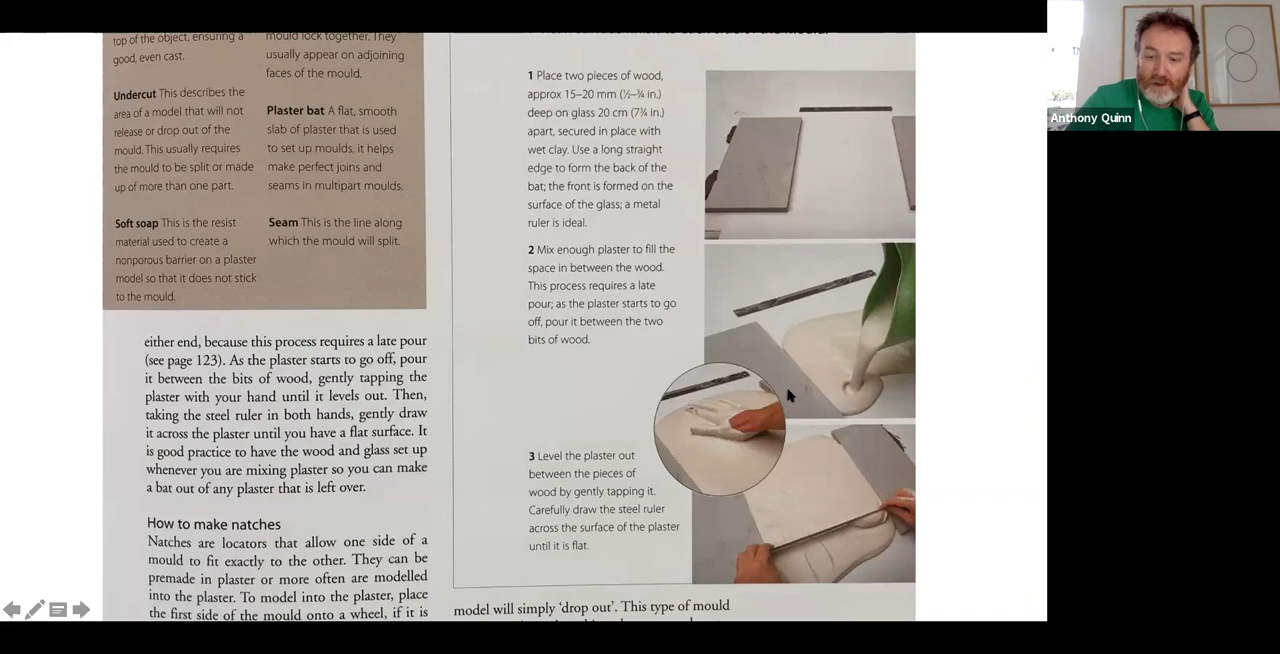 top of the object, ensuring a
good, even cast.
Undercut This describes the
area of a model that will not
release or drop out of the
mould. This usually requires
the mould to be split or made
up of more than one part.
Soft soap This is the resist
material used to create a
nonporous barrier on a plaster
model so that it does not stick
to the mould.
mould lock together. They
usually appear on adjoining
faces of the mould.
Plaster bat A flat, smooth
slab of plaster that is used
to set up moulds, it helps
make perfect joins and
seams in multipart moulds.
Seam This is the line along
which the mould will split.
either end, because this process requires a late pour
(see page 123). As the plaster starts to go off, pour
it between the bits of wood, gently tapping the
plaster with your hand until it levels out. Then,
taking the steel ruler in both hands, gently draw
it across the plaster until you have a flat surface. It
is good practice to have the wood and glass set up
whenever you are mixing plaster so you can make
a bat out of any plaster that is left over.
How to make natches
Natches are locators that allow one side of a
mould to fit exactly to the other. They can be
premade in plaster or more often are modelled
into the plaster. To model into the plaster, place
the first side of the mould onto a wheel, if it is
1 Place two pieces of wood,
approx 15–20 mm (½–¾ in.)
deep on glass 20 cm (7¾ in.)
apart, secured in place with
wet clay. Use a long straight
edge to form the back of the
bat; the front is formed on the
surface of the glass; a metal
ruler is ideal.
2 Mix enough plaster to fill the
space in between the wood.
This process requires a late
pour; as the plaster starts to go
off, pour it between the two
bits of wood.
3 Level the plaster out
between the pieces of
wood by gently tapping it.
Carefully draw the steel ruler
across the surface of the plaster
until it is flat.
model will simply ‘drop out’. This type of mould
Anthony Quinn